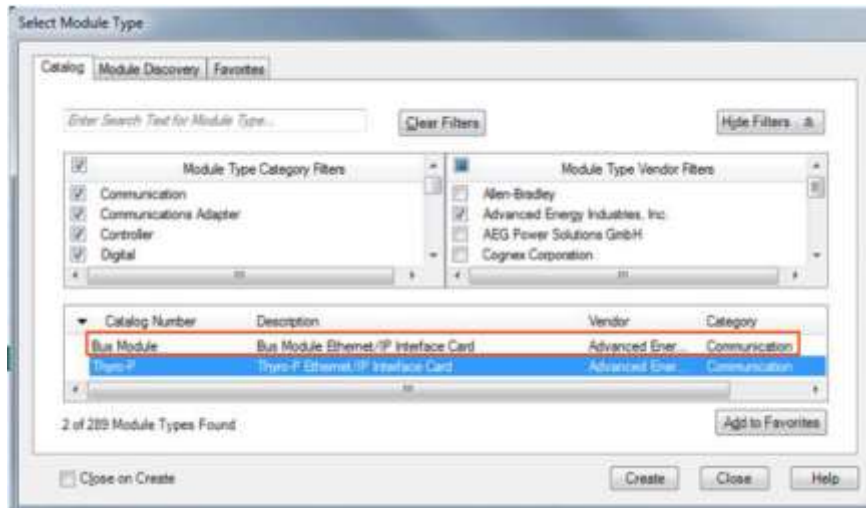 Select Module Type
Catalog Module Discovery Favorites
Enter Search Text for Module Type...
Clear Filters
Hide Filters
Module Type Category Filters
Module Type Vendor Filters
Communication
Communications Adapter
Controller
Digital
Allen-Bradley
Advanced Energy Industries, Inc.
AEG Power Solutions GmbH
Cognex Corporation
Catalog Number Description Vendor Category
Bus Module Bus Module Ethernet/IP Interface Card Advanced Ener... Communication
Thyro-P Thyro-P Ethernet/IP Interface Card Advanced Ener... Communication
2 of 289 Module Types Found
Add to Favorites
Close on Create
Create Close Help